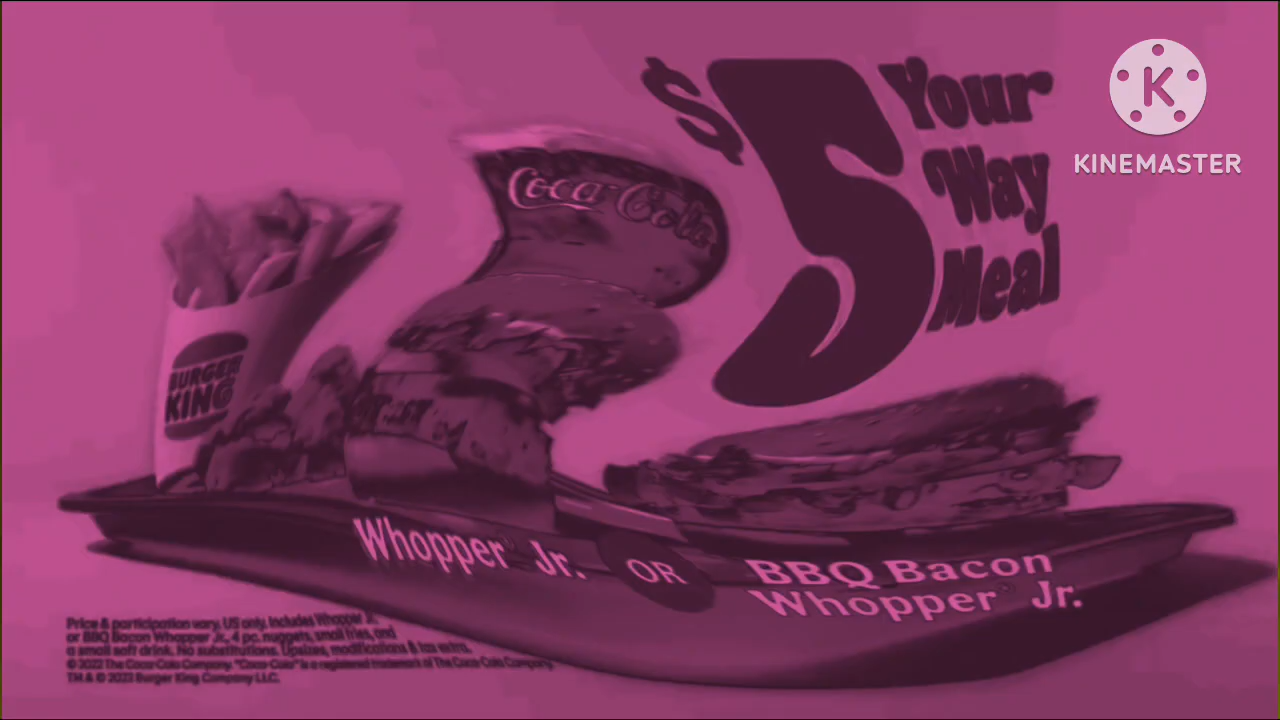 $5 Your
Way
Meal
KINEMASTER
Coca-Cola
BURGER
KING
Whopper Jr. OR BBQ Bacon
Whopper Jr.
Price & participation vary, US only. Includes Whopper Jr.
or BBQ Bacon Whopper Jr., 4 pc. nuggets, small fries, and
a small soft drink. No substitutions. Upsizes, modifications & tax extra.
© 2022 The Coca-Cola Company. "Coca-Cola" is a registered trademark of The Coca-Cola Company.
TM & © 2023 Burger King Company LLC.